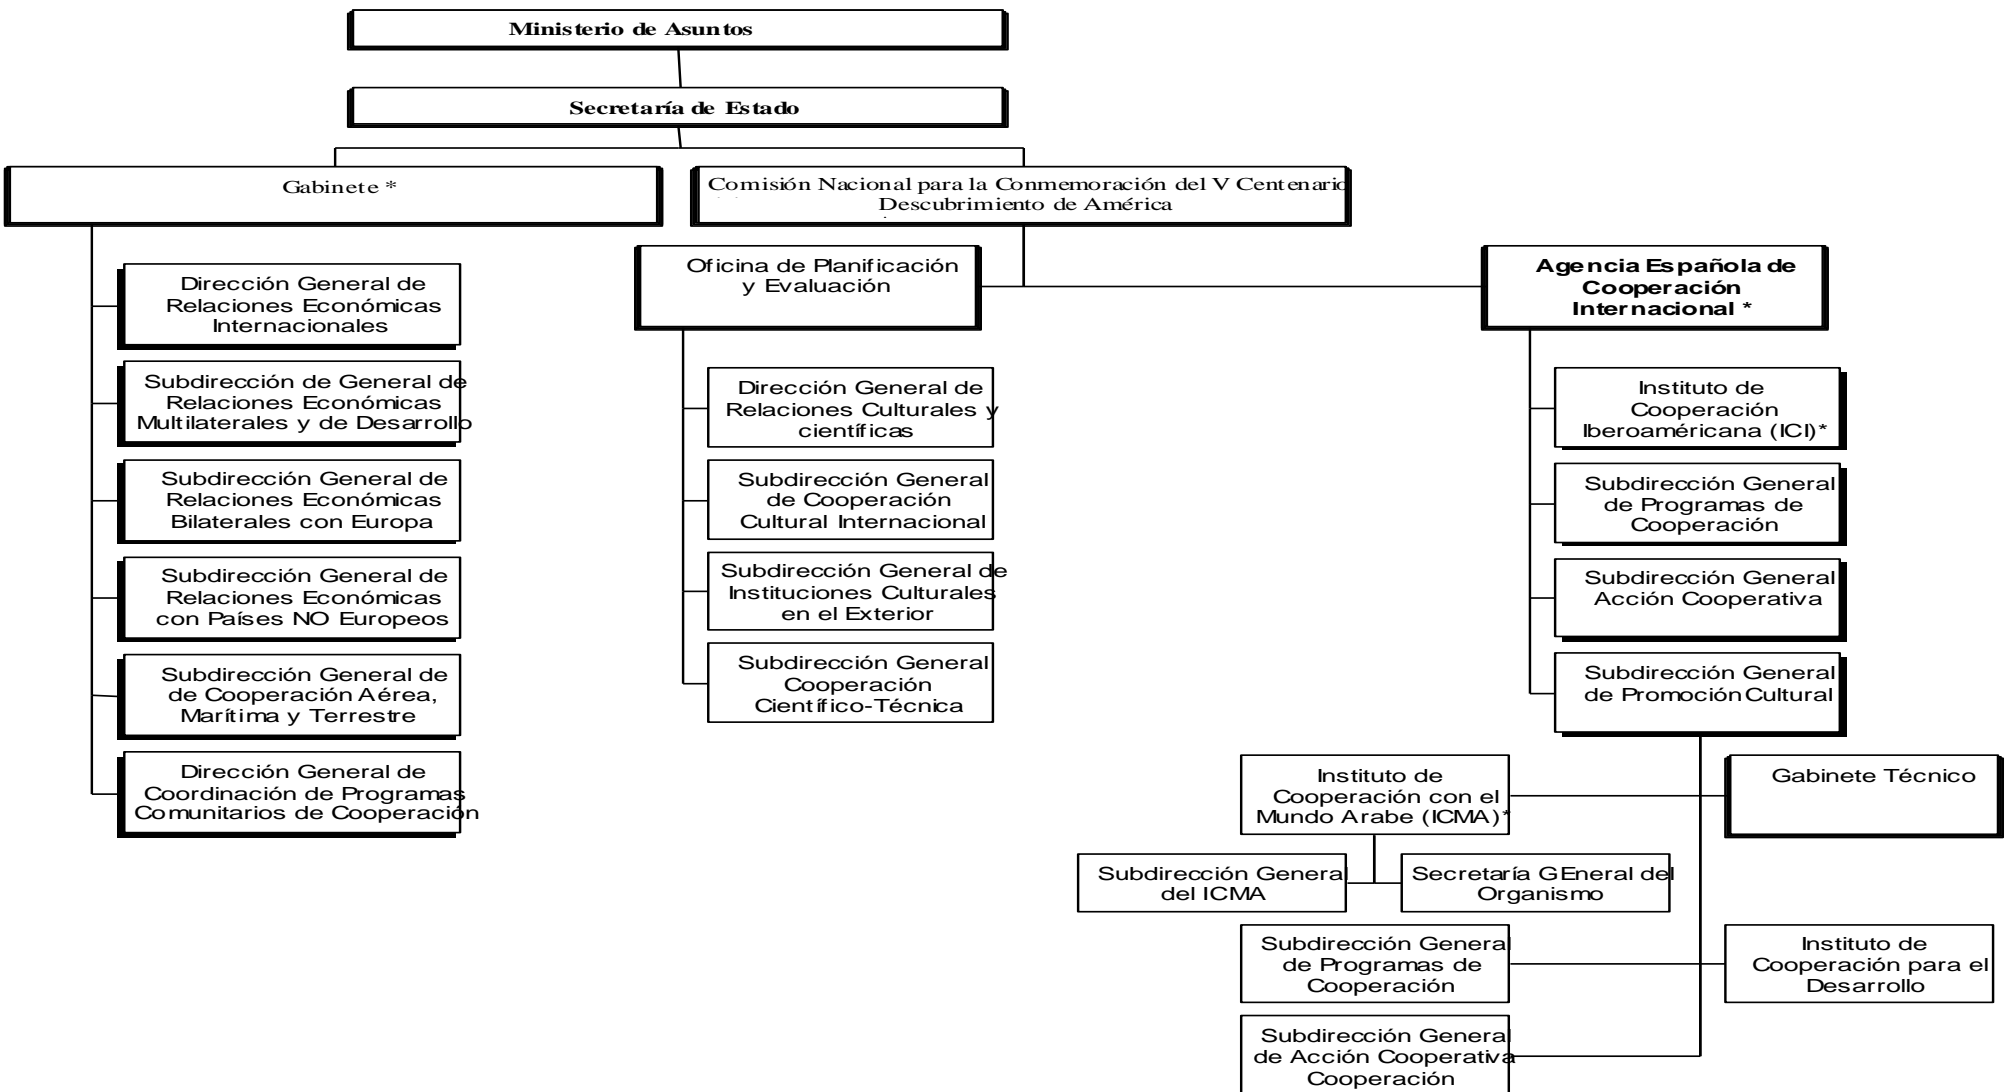 Ministerio de Asuntos
Secretaría de Estado
Gabinete *
Comisión Nacional para la Conmemoración del V Centenario
Descubrimiento de América
Oficina de Planificación
y Evaluación
Agencia Española de
Cooperación
Internacional *
Dirección General de
Relaciones Económicas
Internacionales
Subdirección de General de
Relaciones Económicas
Multilaterales y de Desarrollo
Subdirección General de
Relaciones Económicas
Bilaterales con Europa
Subdirección General de
Relaciones Económicas
con Países NO Europeos
Subdirección General de
de Cooperación Aérea,
Marítima y Terrestre
Dirección General de
Coordinación de Programas
Comunitarios de Cooperación
Dirección General de
Relaciones Culturales y
científicas
Subdirección General
de Cooperación
Cultural Internacional
Subdirección General de
Instituciones Culturales
en el Exterior
Subdirección General
Cooperación
Científico-Técnica
Instituto de
Cooperación
Iberoaméricana (ICI)*
Subdirección General
de Programas de
Cooperación
Subdirección General
Acción Cooperativa
Subdirección General
de Promoción Cultural
Instituto de
Cooperación con el
Mundo Arabe (ICMA)*
Gabinete Técnico
Subdirección General
del ICMA
Secretaría GEneral del
Organismo
Subdirección General
de Programas de
Cooperación
Instituto de
Cooperación para el
Desarrollo
Subdirección General
de Acción Cooperativa
Cooperación